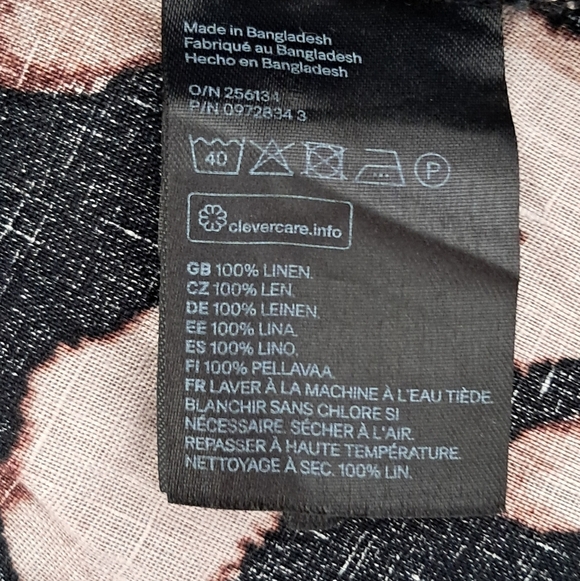 Made in Bangladesh
Fabriqué au Bangladesh
Hecho en Bangladesh
O/N 256134
P/N 0972834 3
40 P
clevercare.info
GB 100% LINEN.
CZ 100% LEN.
DE 100% LEINEN.
EE 100% LINA.
ES 100% LINO.
FI 100% PELLAVAA.
FR LAVER À LA MACHINE À L'EAU TIÈDE.
BLANCHIR SANS CHLORE SI
NÉCESSAIRE. SÉCHER À L'AIR.
REPASSER À HAUTE TEMPÉRATURE.
NETTOYAGE À SEC. 100% LIN.